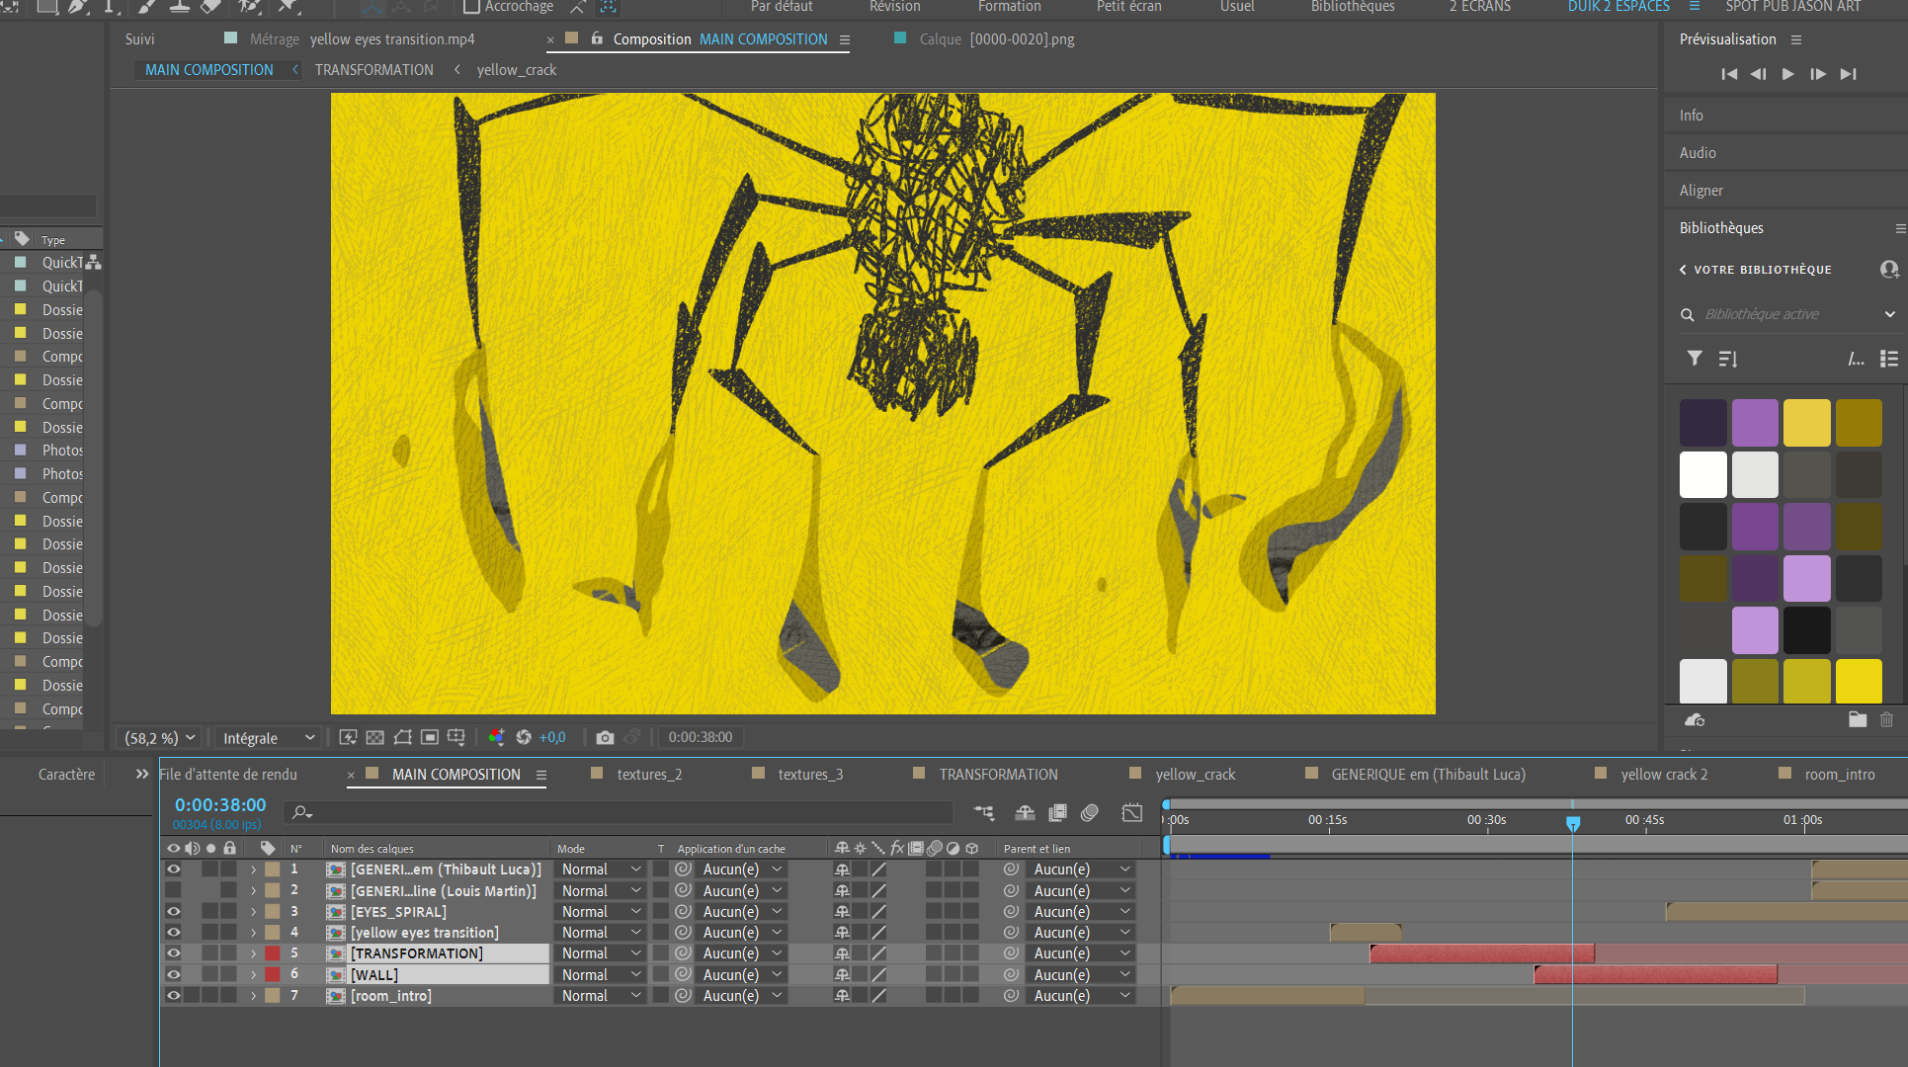 Accrochage
Par défaut
Révision
Formation
Petit écran
Usuel
Bibliothèques
2 ECRANS
DUIK 2 ESPACES
SPOT PUB JASON ART
Suivi
Métrage yellow eyes transition.mp4
× Composition MAIN COMPOSITION
Calque [0000-0020].png
MAIN COMPOSITION < TRANSFORMATION < yellow_crack
Prévisualisation
Info
Audio
Aligner
Bibliothèques
VOTRE BIBLIOTHÈQUE
Bibliothèque active
/...
Type
QuickT
QuickT
Dossie
Dossie
Compo
Dossie
Compo
Dossie
Photos
Photos
Compo
Dossie
Dossie
Dossie
Dossie
Dossie
Dossie
Compo
Dossie
Compo
(58,2 %)
Intégrale
+0,0
0:00:38:00
Caractère
File d'attente de rendu
× MAIN COMPOSITION
textures_2
textures_3
TRANSFORMATION
yellow_crack
GENERIQUE em (Thibault Luca)
yellow crack 2
room_intro
0:00:38:00
00304 (8.00 ips)
:00s 00:15s 00:30s 00:45s 01:00s
N° Nom des calques Mode T Application d'un cache fx Parent et lien
1 [GENERI...em (Thibault Luca)] Normal Aucun(e) Aucun(e)
2 [GENERI...line (Louis Martin)] Normal Aucun(e) Aucun(e)
3 [EYES_SPIRAL] Normal Aucun(e) Aucun(e)
4 [yellow eyes transition] Normal Aucun(e) Aucun(e)
5 [TRANSFORMATION] Normal Aucun(e) Aucun(e)
6 [WALL] Normal Aucun(e) Aucun(e)
7 [room_intro] Normal Aucun(e) Aucun(e)